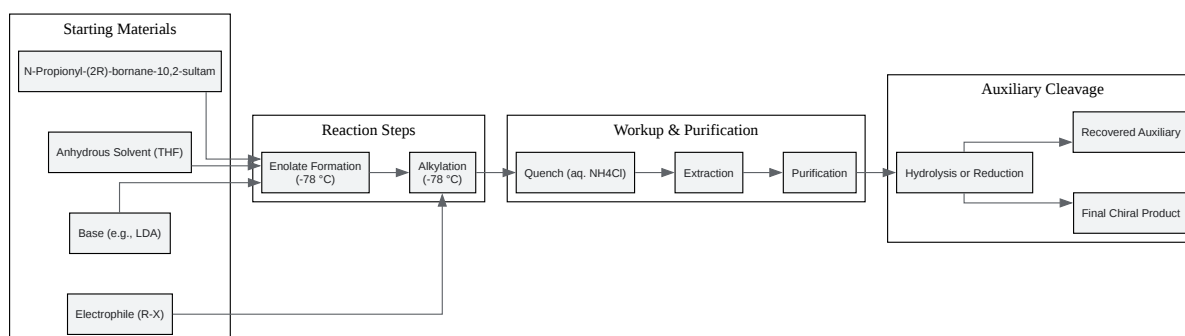 Starting Materials
N-Propionyl-(2R)-bornane-10,2-sultam
Anhydrous Solvent (THF)
Base (e.g., LDA)
Electrophile (R-X)
Reaction Steps
Enolate Formation
(-78 °C)
Alkylation
(-78 °C)
Workup & Purification
Quench (aq. NH4Cl)
Extraction
Purification
Auxiliary Cleavage
Hydrolysis or Reduction
Recovered Auxiliary
Final Chiral Product